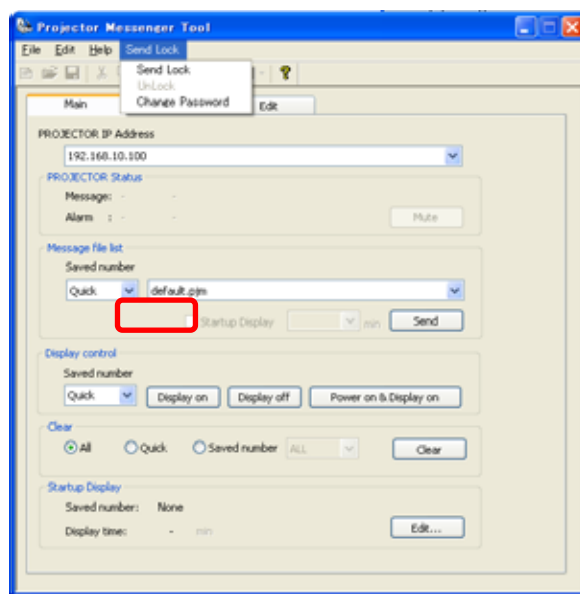 Projector Messenger Tool
File Edit Help Send Lock
Send Lock
UnLock
Change Password
Main Edit
PROJECTOR IP Address
192.168.10.100
PROJECTOR Status
Message: - -
Alarm : - - Mute
Message file list
Saved number
Quick default.pjm
Startup Display min Send
Display control
Saved number
Quick Display on Display off Power on & Display on
Clear
All Quick Saved number ALL Clear
Startup Display
Saved number: None
Display time: - min Edit...